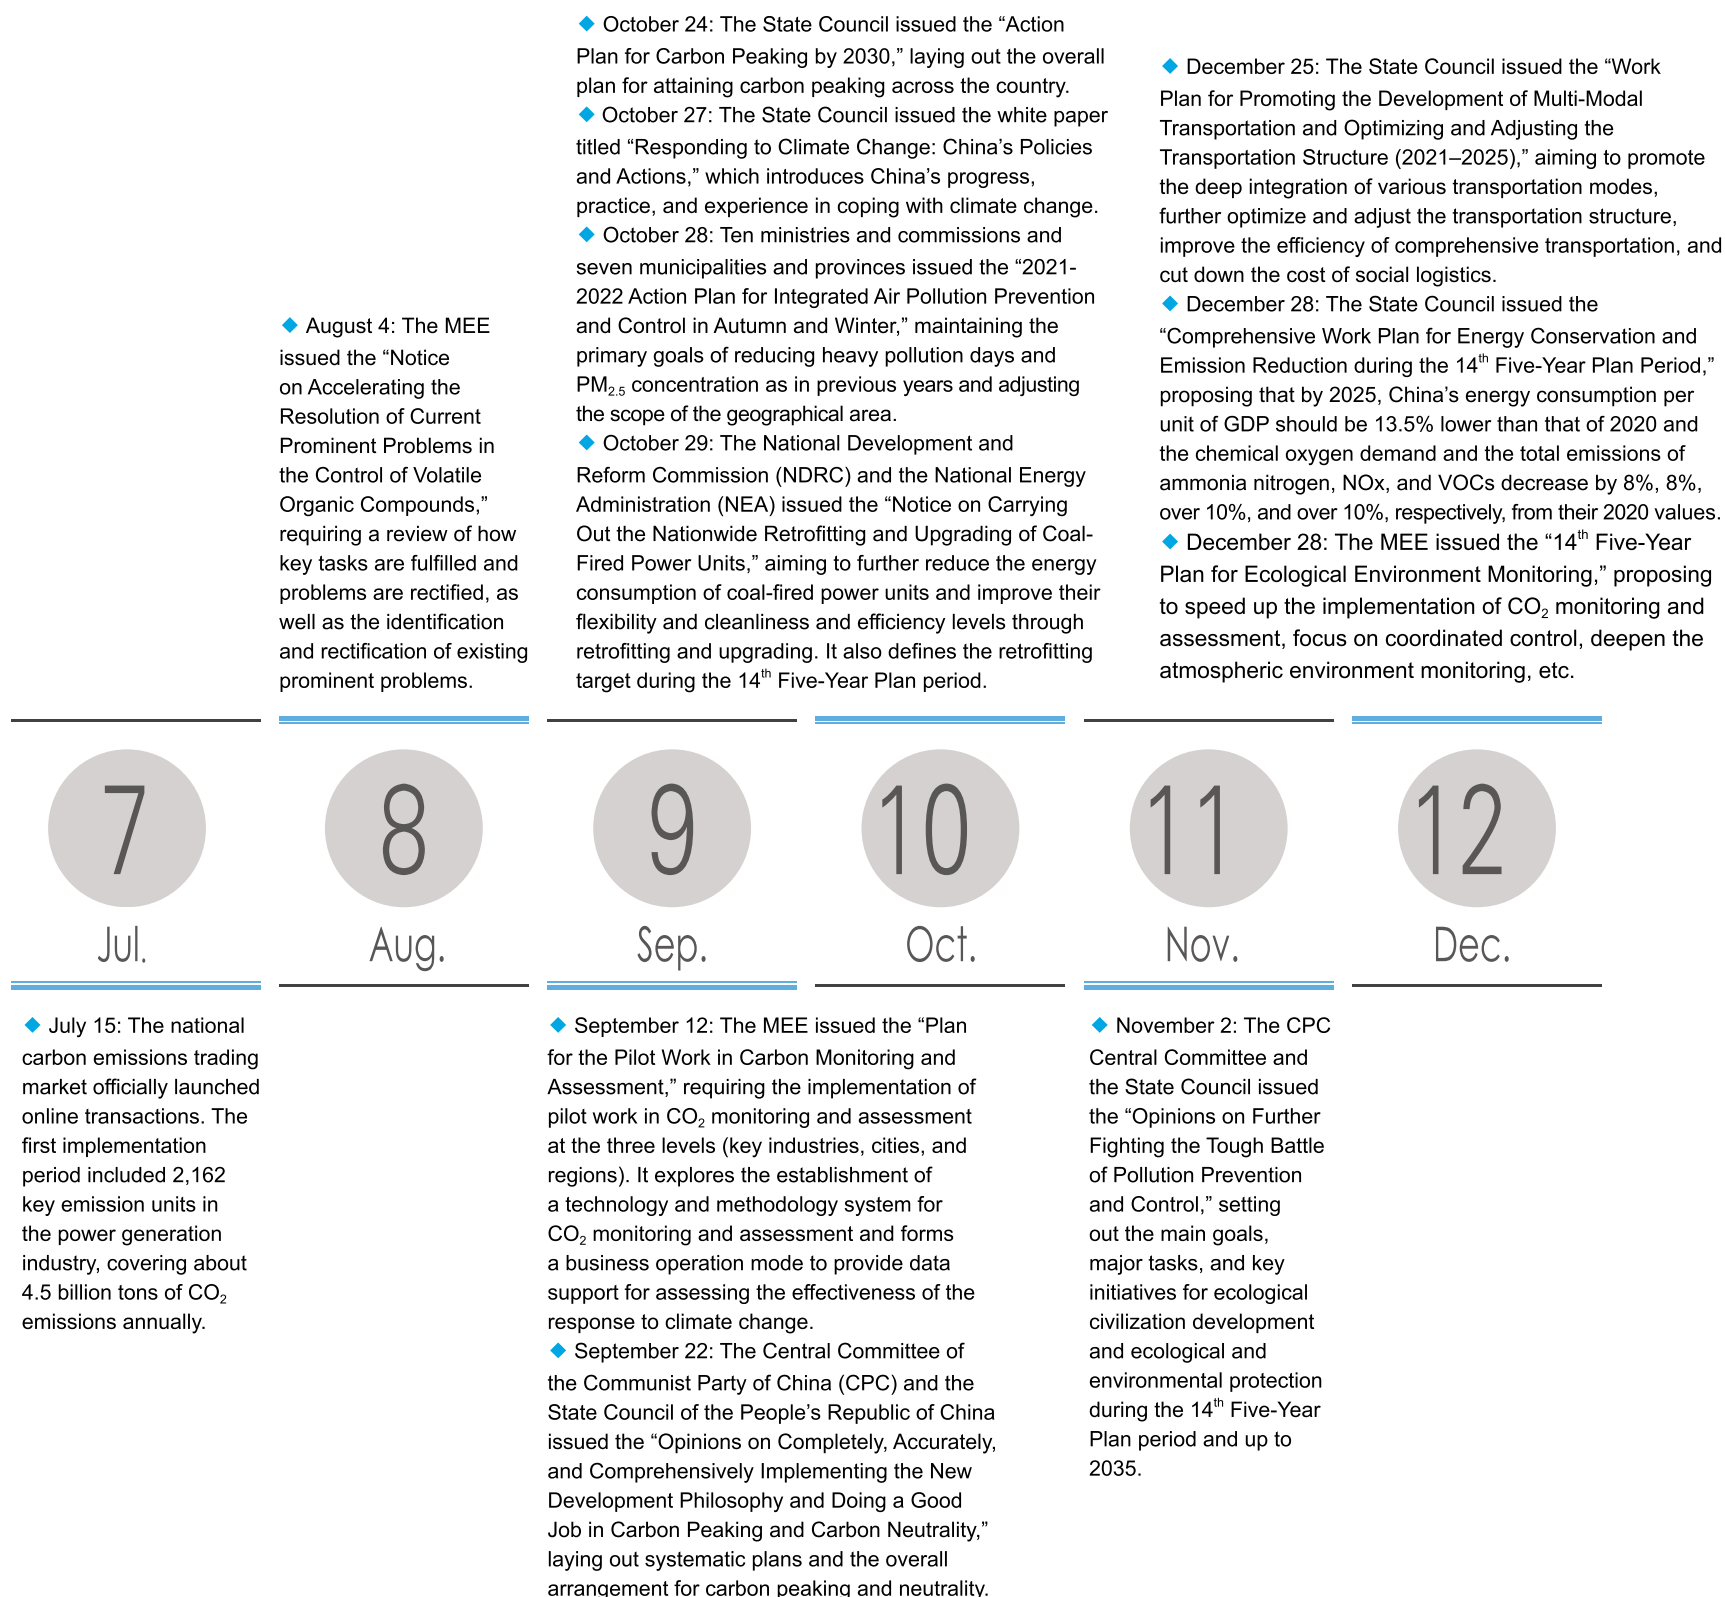 ◆ October 24: The State Council issued the “Action
Plan for Carbon Peaking by 2030,” laying out the overall
plan for attaining carbon peaking across the country.
◆ October 27: The State Council issued the white paper
titled “Responding to Climate Change: China’s Policies
and Actions,” which introduces China’s progress,
practice, and experience in coping with climate change.
◆ October 28: Ten ministries and commissions and
seven municipalities and provinces issued the “2021-
2022 Action Plan for Integrated Air Pollution Prevention
and Control in Autumn and Winter,” maintaining the
primary goals of reducing heavy pollution days and
PM2.5 concentration as in previous years and adjusting
the scope of the geographical area.
◆ October 29: The National Development and
Reform Commission (NDRC) and the National Energy
Administration (NEA) issued the “Notice on Carrying
Out the Nationwide Retrofitting and Upgrading of Coal-
Fired Power Units,” aiming to further reduce the energy
consumption of coal-fired power units and improve their
flexibility and cleanliness and efficiency levels through
retrofitting and upgrading. It also defines the retrofitting
target during the 14th Five-Year Plan period.
◆ December 25: The State Council issued the “Work
Plan for Promoting the Development of Multi-Modal
Transportation and Optimizing and Adjusting the
Transportation Structure (2021–2025),” aiming to promote
the deep integration of various transportation modes,
further optimize and adjust the transportation structure,
improve the efficiency of comprehensive transportation, and
cut down the cost of social logistics.
◆ December 28: The State Council issued the
“Comprehensive Work Plan for Energy Conservation and
Emission Reduction during the 14th Five-Year Plan Period,”
proposing that by 2025, China’s energy consumption per
unit of GDP should be 13.5% lower than that of 2020 and
the chemical oxygen demand and the total emissions of
ammonia nitrogen, NOx, and VOCs decrease by 8%, 8%,
over 10%, and over 10%, respectively, from their 2020 values.
◆ December 28: The MEE issued the “14th Five-Year
Plan for Ecological Environment Monitoring,” proposing
to speed up the implementation of CO2 monitoring and
assessment, focus on coordinated control, deepen the
atmospheric environment monitoring, etc.
◆ August 4: The MEE
issued the “Notice
on Accelerating the
Resolution of Current
Prominent Problems in
the Control of Volatile
Organic Compounds,”
requiring a review of how
key tasks are fulfilled and
problems are rectified, as
well as the identification
and rectification of existing
prominent problems.
7
8
9
10
11
12
Jul.
Aug.
Sep.
Oct.
Nov.
Dec.
◆ July 15: The national
carbon emissions trading
market officially launched
online transactions. The
first implementation
period included 2,162
key emission units in
the power generation
industry, covering about
4.5 billion tons of CO2
emissions annually.
◆ September 12: The MEE issued the “Plan
for the Pilot Work in Carbon Monitoring and
Assessment,” requiring the implementation of
pilot work in CO2 monitoring and assessment
at the three levels (key industries, cities, and
regions). It explores the establishment of
a technology and methodology system for
CO2 monitoring and assessment and forms
a business operation mode to provide data
support for assessing the effectiveness of the
response to climate change.
◆ September 22: The Central Committee of
the Communist Party of China (CPC) and the
State Council of the People’s Republic of China
issued the “Opinions on Completely, Accurately,
and Comprehensively Implementing the New
Development Philosophy and Doing a Good
Job in Carbon Peaking and Carbon Neutrality,”
laying out systematic plans and the overall
arrangement for carbon peaking and neutrality.
◆ November 2: The CPC
Central Committee and
the State Council issued
the “Opinions on Further
Fighting the Tough Battle
of Pollution Prevention
and Control,” setting
out the main goals,
major tasks, and key
initiatives for ecological
civilization development
and ecological and
environmental protection
during the 14th Five-Year
Plan period and up to
2035.